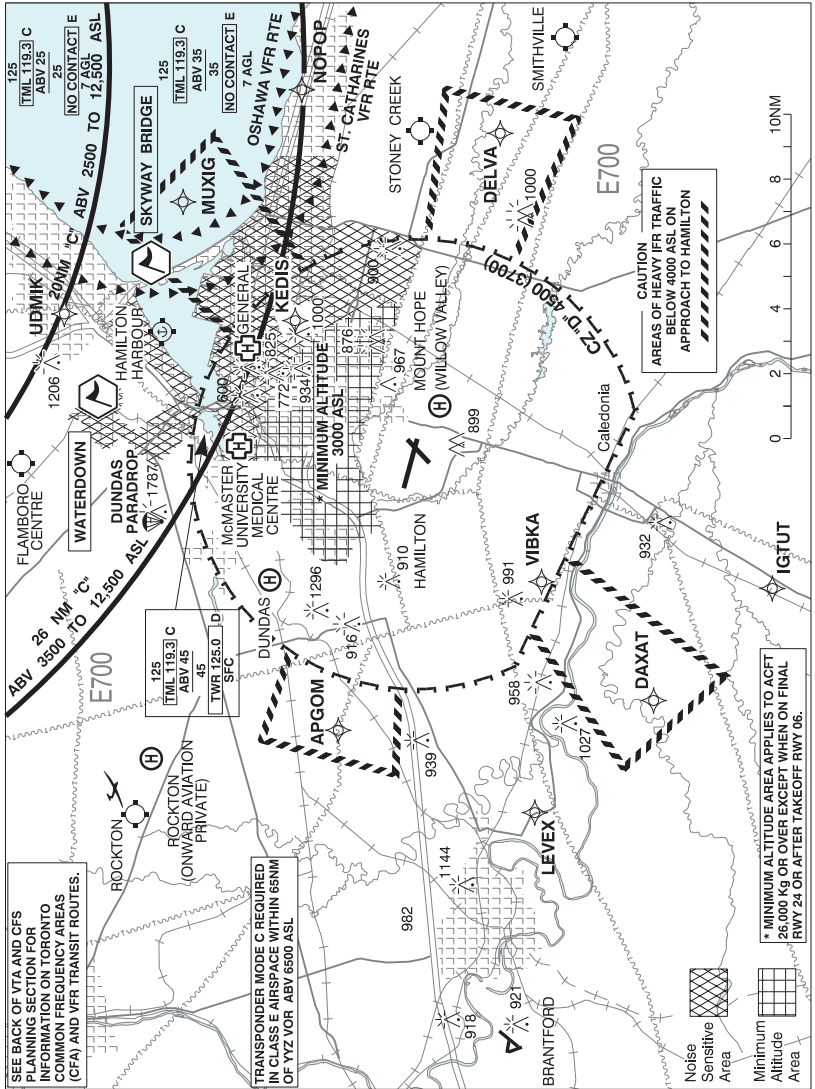 SEE BACK OF VTA AND CFS
PLANNING SECTION FOR
INFORMATION ON TORONTO
COMMON FREQUENCY AREAS
(CFA) AND VFR TRANSIT ROUTES.
ROCKTON
ROCKTON
(ONWARD AVIATION
PRIVATE)
H
E700
26 NM "C"
ABV 3500 TO 12,500 ASL
FLAMBORO
CENTRE
WATERDOWN
DUNDAS
PARADROP
1787
1206
UDMIK
20NM "C" ABV 2500 TO 12,500 ASL
125
TML 119.3 C
ABV 25
25
NO CONTACT E
7 AGL
SKYWAY BRIDGE
125
TML 119.3 C
ABV 35
35
NO CONTACT E
7 AGL
OSHAWA VFR RTE
NOPOP
ST. CATHARINES
VFR RTE
MUXIG
HAMILTON
HARBOUR
GENERAL
H
KEDIS
600
825
772
934
1000
876
900
967
McMASTER
UNIVERSITY
MEDICAL
CENTRE
H
* MINIMUM ALTITUDE
3000 ASL
125
TML 119.3 C
ABV 45
45
TWR 125.0 D
SFC
DUNDAS
H
1296
916
910
HAMILTON
MOUNT HOPE
(WILLOW VALLEY)
H
899
STONEY CREEK
SMITHVILLE
DELVA
1000
E700
CZ "D" 4500 (3700)
CAUTION
AREAS OF HEAVY IFR TRAFFIC
BELOW 4000 ASL ON
APPROACH TO HAMILTON
TRANSPONDER MODE C REQUIRED
IN CLASS E AIRSPACE WITHIN 65NM
OF YYZ VOR ABV 6500 ASL
APGOM
939
982
1144
918
921
BRANTFORD
LEVEX
958
991
VIBKA
1027
DAXAT
932
Caledonia
IGTUT
0 2 4 6 8 10NM
Noise
Sensitive
Area
Minimum
Altitude
Area
* MINIMUM ALTITUDE AREA APPLIES TO ACFT
26,000 Kg OR OVER EXCEPT WHEN ON FINAL
RWY 24 OR AFTER TAKEOFF RWY 06.